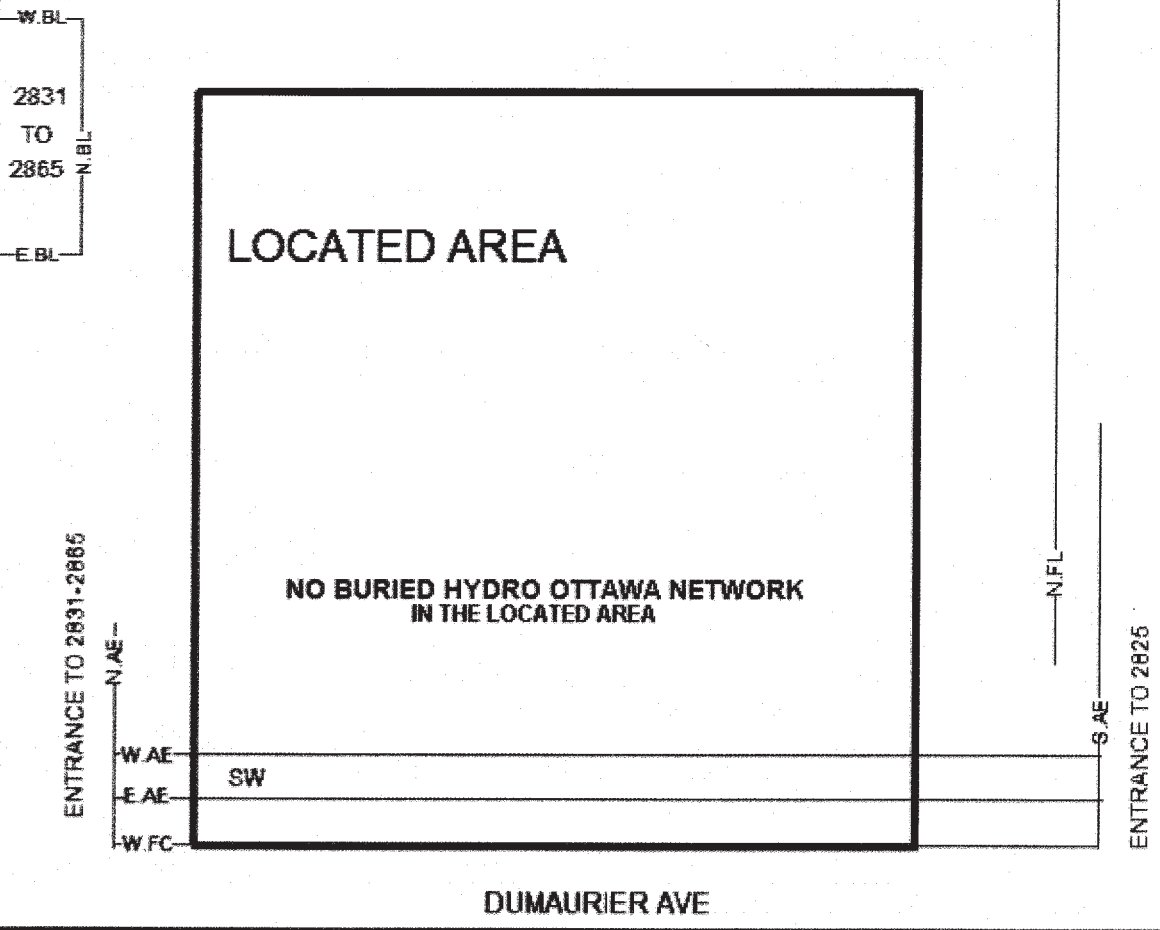 W.BL
2831
TO
2865
N.BL
E.BL
LOCATED AREA
NO BURIED HYDRO OTTAWA NETWORK
IN THE LOCATED AREA
ENTRANCE TO 2831-2865
N.AE
W.AE
SW
E.AE
W.FC
N.FL
S.AE
ENTRANCE TO 2825
DUMAURIER AVE